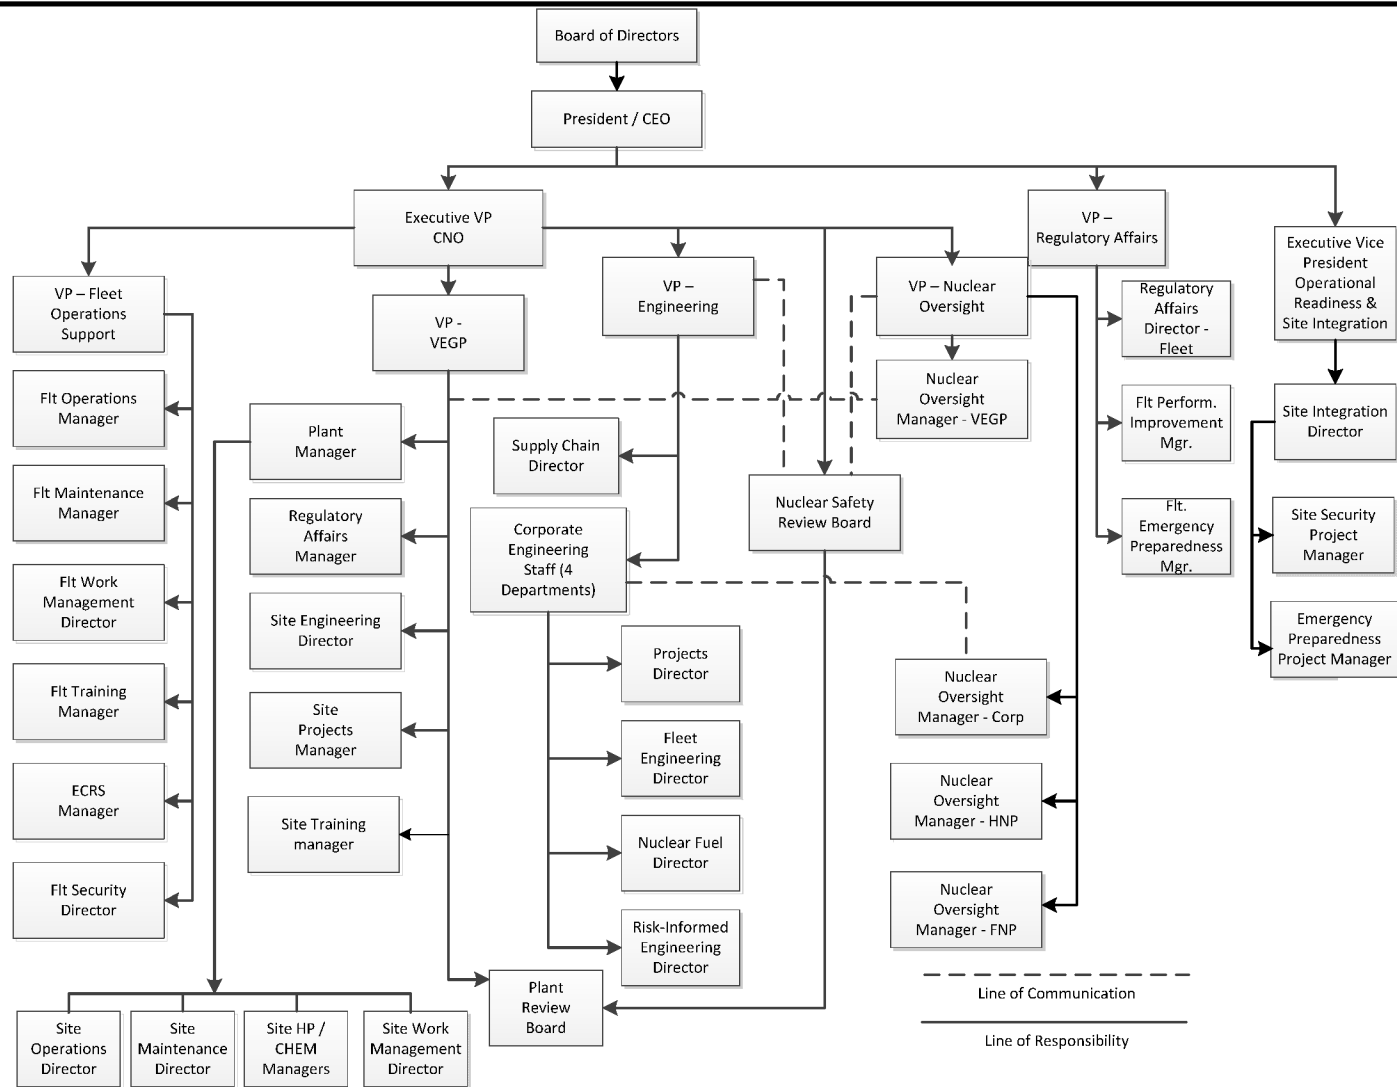 Board of Directors
President / CEO
Executive VP
CNO
VP –
Regulatory Affairs
Executive Vice
President
Operational
Readiness &
Site Integration
VP – Fleet
Operations
Support
VP -
VEGP
VP –
Engineering
VP – Nuclear
Oversight
Regulatory
Affairs
Director -
Fleet
Flt Operations
Manager
Plant
Manager
Supply Chain
Director
Nuclear
Oversight
Manager - VEGP
Flt Perform.
Improvement
Mgr.
Site Integration
Director
Flt Maintenance
Manager
Regulatory
Affairs
Manager
Corporate
Engineering
Staff (4
Departments)
Nuclear Safety
Review Board
Flt.
Emergency
Preparedness
Mgr.
Site Security
Project
Manager
Flt Work
Management
Director
Site Engineering
Director
Projects
Director
Nuclear
Oversight
Manager - Corp
Emergency
Preparedness
Project Manager
Flt Training
Manager
Site
Projects
Manager
Fleet
Engineering
Director
Nuclear
Oversight
Manager - HNP
ECRS
Manager
Site Training
manager
Nuclear Fuel
Director
Nuclear
Oversight
Manager - FNP
Flt Security
Director
Risk-Informed
Engineering
Director
Plant
Review
Board
Line of Communication
Line of Responsibility
Site
Operations
Director
Site
Maintenance
Director
Site HP /
CHEM
Managers
Site Work
Management
Director